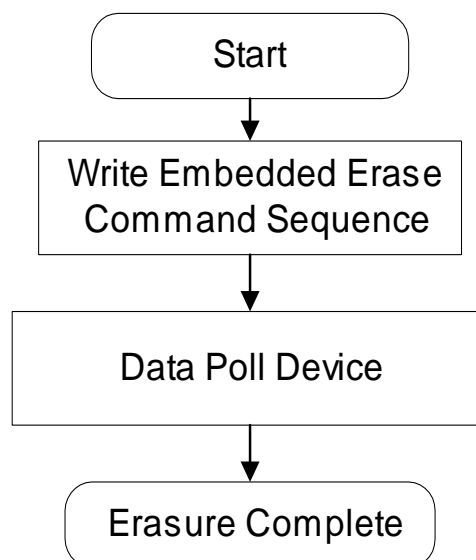 Start
Write Embedded Erase
Command Sequence
Data Poll Device
Erasure Complete